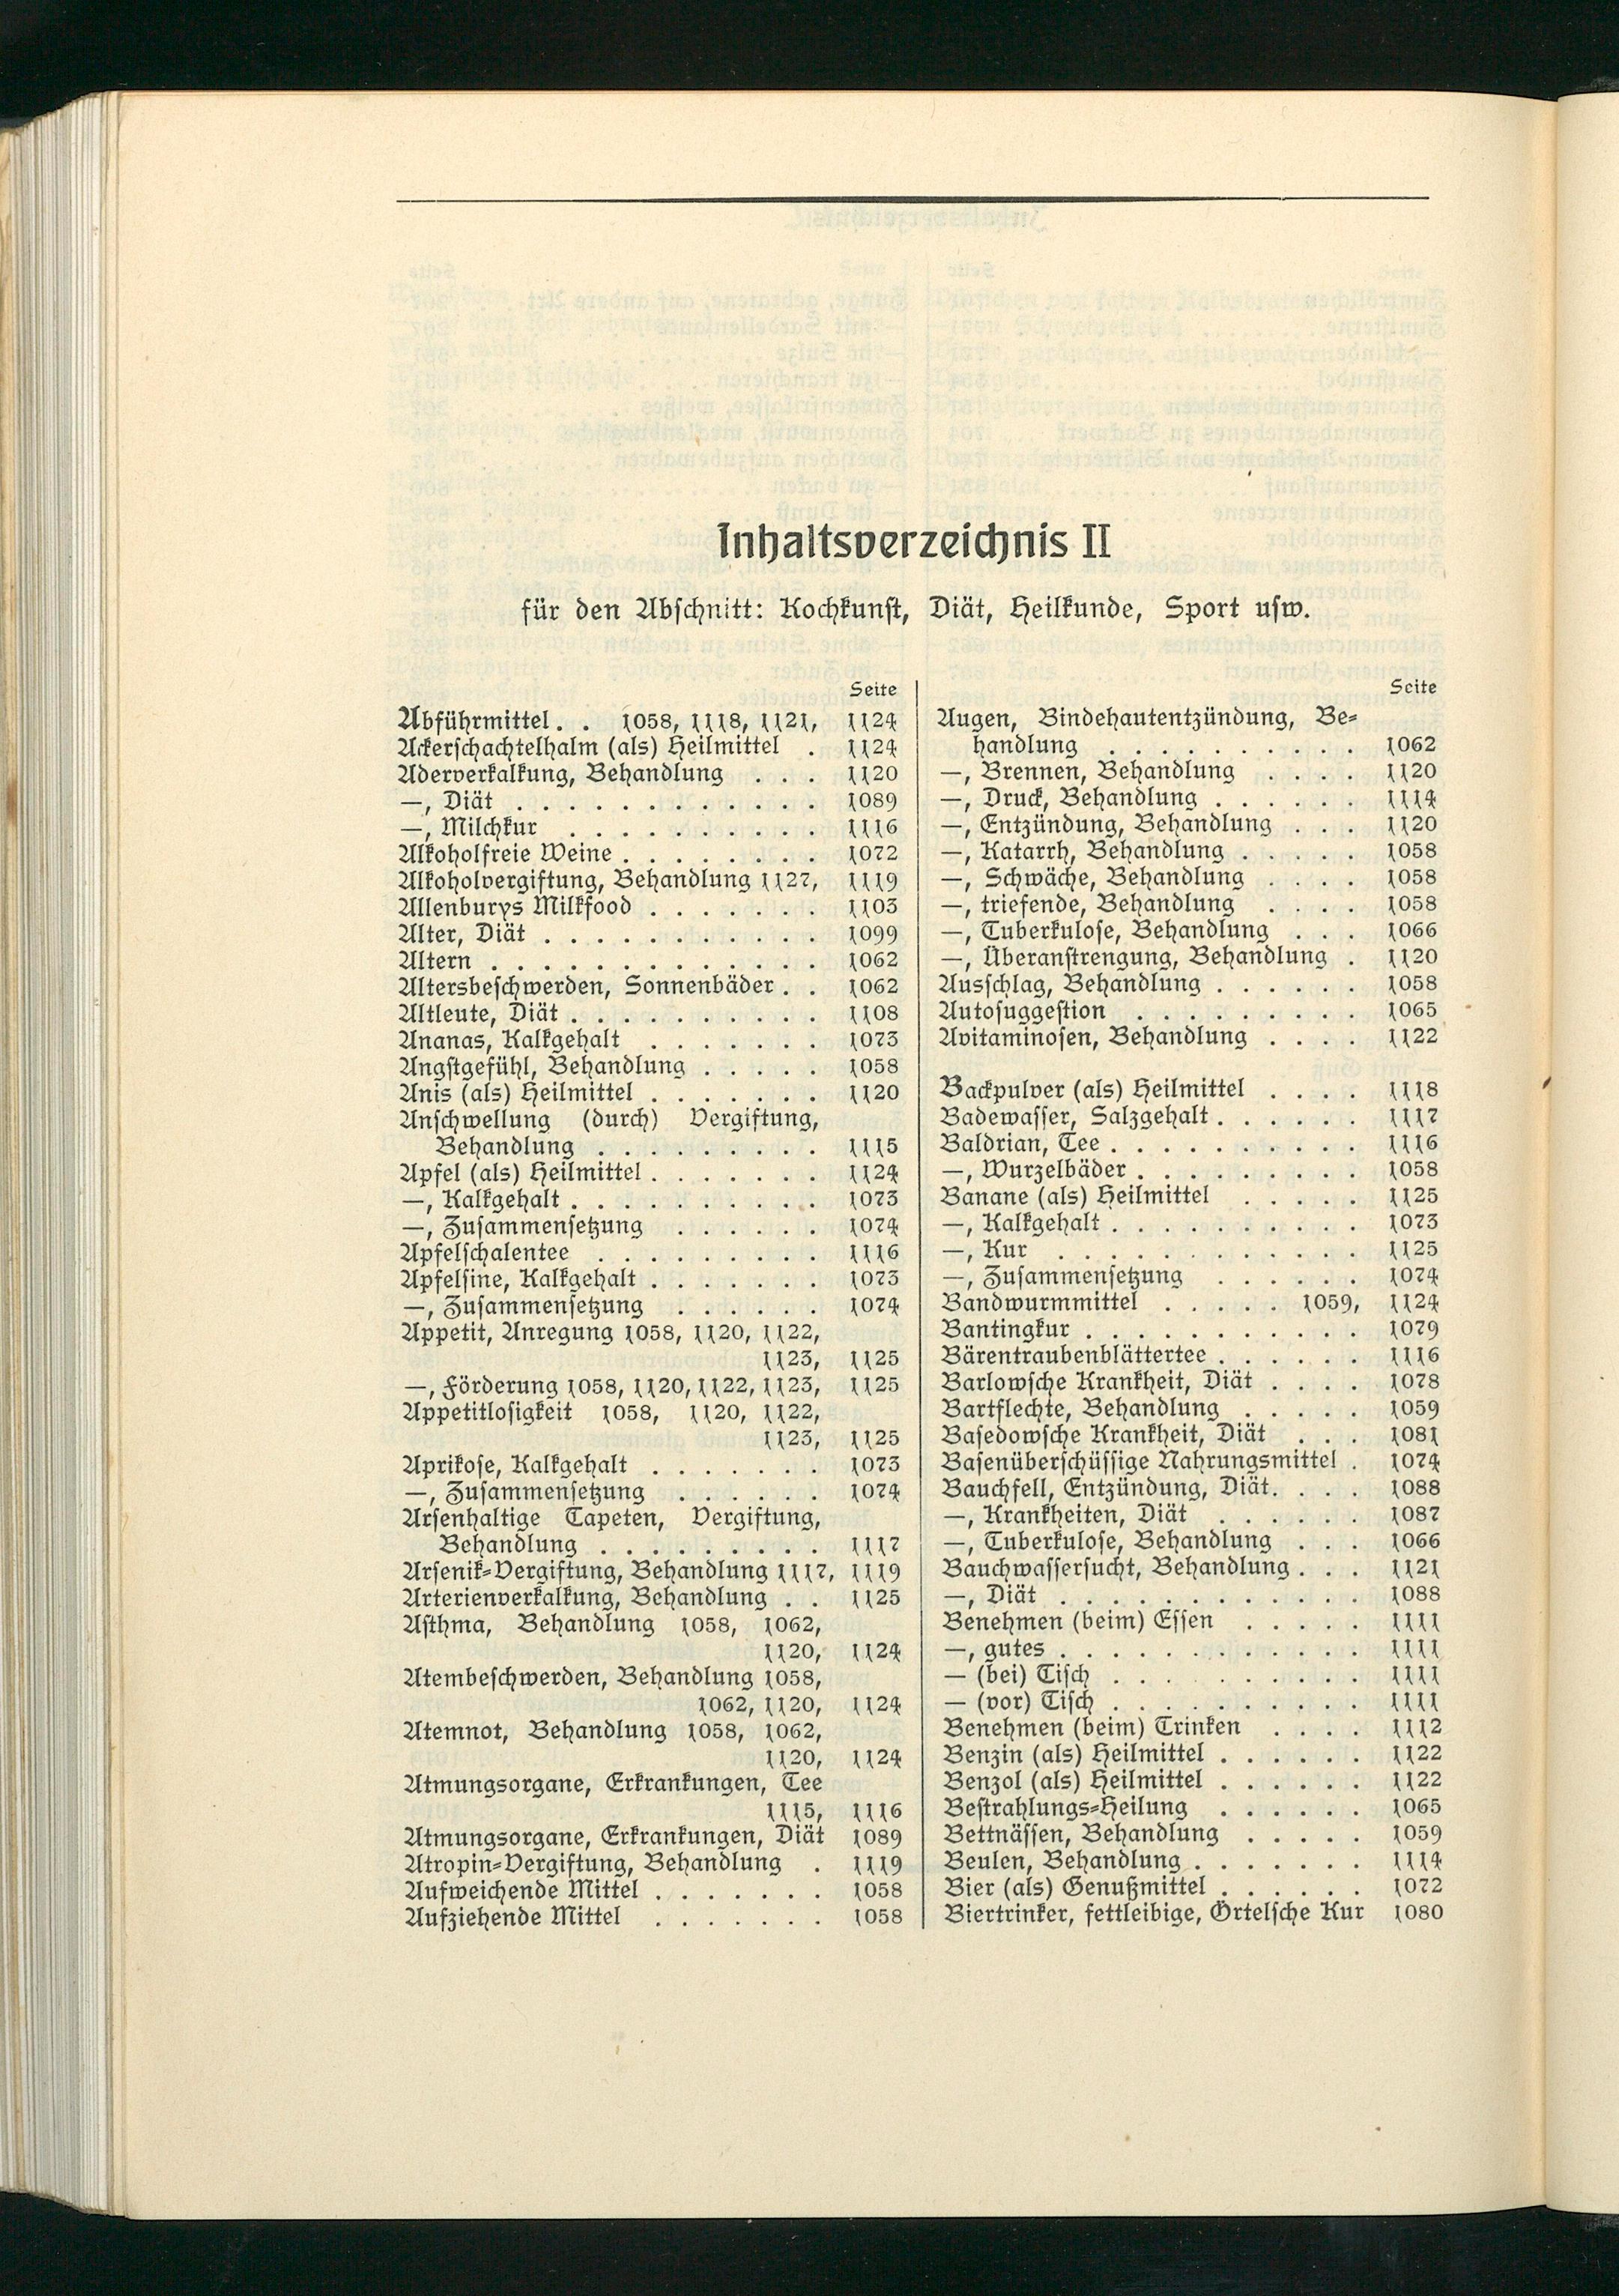 Inhaltsverzeichnis II
für den Abschnitt: Kochkunst, Diät, Heilkunde, Sport usw.
Seite
Abführmittel . . 1058, 1118, 1121, 1124
Ackerschachtelhalm (als) Heilmittel . 1124
Aderverkalkung, Behandlung . . . 1120
—, Diät . . . . . . . . . . . . 1089
—, Milchkur . . . . . . . . . . 1116
Alkoholfreie Weine . . . . . . . . 1072
Alkoholvergiftung, Behandlung 1127, 1119
Allenburys Milkfood . . . . . . . 1103
Alter, Diät . . . . . . . . . . . 1099
Altern . . . . . . . . . . . . . 1062
Altersbeschwerden, Sonnenbäder . . 1062
Altleute, Diät . . . . . . . . . . 1108
Ananas, Kalkgehalt . . . . . . . 1073
Angstgefühl, Behandlung . . . . . 1058
Anis (als) Heilmittel . . . . . . . 1120
Anschwellung (durch) Vergiftung,
Behandlung . . . . . . . . . 1115
Apfel (als) Heilmittel . . . . . . . 1124
—, Kalkgehalt . . . . . . . . . . 1073
—, Zusammensetzung . . . . . . 1074
Apfelschalentee . . . . . . . . . 1116
Apfelsine, Kalkgehalt . . . . . . . 1073
—, Zusammensetzung . . . . . . 1074
Appetit, Anregung 1058, 1120, 1122,
1123, 1125
—, Förderung 1058, 1120, 1122, 1123, 1125
Appetitlosigkeit 1058, 1120, 1122,
1123, 1125
Aprikose, Kalkgehalt . . . . . . . 1073
—, Zusammensetzung . . . . . . 1074
Arsenhaltige Tapeten, Vergiftung,
Behandlung . . . . . . . . . 1117
Arsenik-Vergiftung, Behandlung 1117, 1119
Arterienverkalkung, Behandlung . . 1125
Asthma, Behandlung 1058, 1062,
1120, 1124
Atembeschwerden, Behandlung 1058,
1062, 1120, 1124
Atemnot, Behandlung 1058, 1062,
1120, 1124
Atmungsorgane, Erkrankungen, Tee
1115, 1116
Atmungsorgane, Erkrankungen, Diät 1089
Atropin-Vergiftung, Behandlung . 1119
Aufweichende Mittel . . . . . . . 1058
Aufziehende Mittel . . . . . . . 1058
Seite
Augen, Bindehautentzündung, Be-
handlung . . . . . . . . . . 1062
—, Brennen, Behandlung . . . . 1120
—, Druck, Behandlung . . . . . . 1114
—, Entzündung, Behandlung . . . 1120
—, Katarrh, Behandlung . . . . . 1058
—, Schwäche, Behandlung . . . . 1058
—, triefende, Behandlung . . . . 1058
—, Tuberkulose, Behandlung . . . 1066
—, Überanstrengung, Behandlung . 1120
Ausschlag, Behandlung . . . . . . 1058
Autosuggestion . . . . . . . . . 1065
Avitaminosen, Behandlung . . . . 1122
Backpulver (als) Heilmittel . . . . 1118
Badewasser, Salzgehalt . . . . . . 1117
Baldrian, Tee . . . . . . . . . . 1116
—, Wurzelbäder . . . . . . . . . 1058
Banane (als) Heilmittel . . . . . 1125
—, Kalkgehalt . . . . . . . . . . 1073
—, Kur . . . . . . . . . . . . 1125
—, Zusammensetzung . . . . . . 1074
Bandwurmmittel . . . . . 1059, 1124
Bantingkur . . . . . . . . . . . 1079
Bärentraubenblättertee . . . . . . 1116
Barlowsche Krankheit, Diät . . . . 1078
Bartflechte, Behandlung . . . . . 1059
Basedowsche Krankheit, Diät . . . 1081
Basenüberschüssige Nahrungsmittel . 1074
Bauchfell, Entzündung, Diät . . . . 1088
—, Krankheiten, Diät . . . . . . 1087
—, Tuberkulose, Behandlung . . . 1066
Bauchwassersucht, Behandlung . . . 1121
—, Diät . . . . . . . . . . . . 1088
Benehmen (beim) Essen . . . . . 1111
—, gutes . . . . . . . . . . . . 1111
— (bei) Tisch . . . . . . . . . . 1111
— (vor) Tisch . . . . . . . . . . 1111
Benehmen (beim) Trinken . . . . 1112
Benzin (als) Heilmittel . . . . . . 1122
Benzol (als) Heilmittel . . . . . . 1122
Bestrahlungs-Heilung . . . . . . 1065
Bettnässen, Behandlung . . . . . 1059
Beulen, Behandlung . . . . . . . 1114
Bier (als) Genußmittel . . . . . . 1072
Biertrinker, fettleibige, Örtelsche Kur 1080